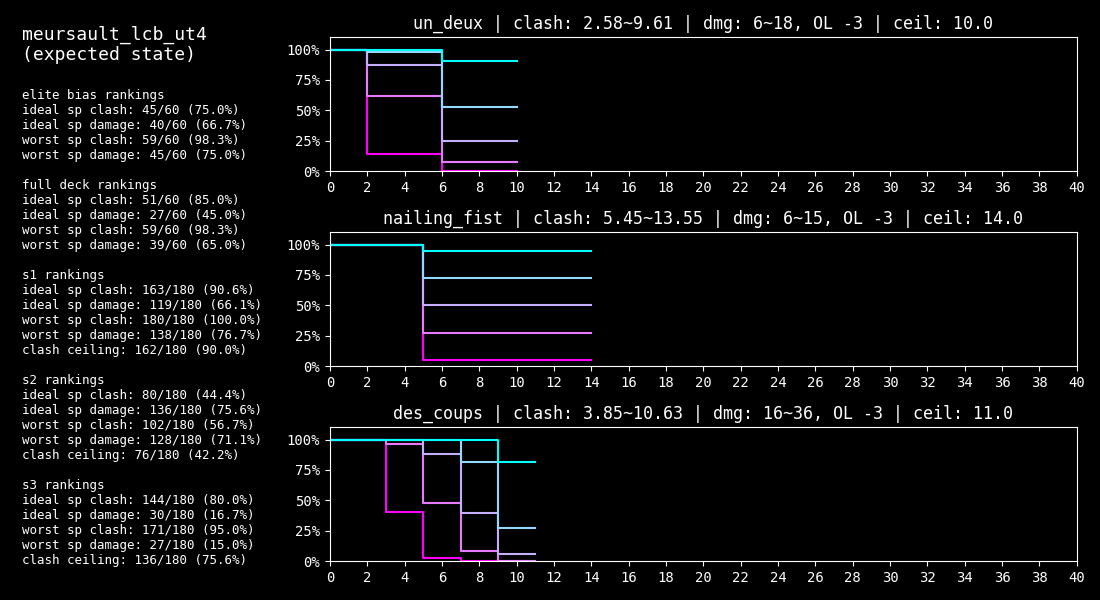 meursault_lcb_ut4
(expected state)
elite bias rankings
ideal sp clash: 45/60 (75.0%)
ideal sp damage: 40/60 (66.7%)
worst sp clash: 59/60 (98.3%)
worst sp damage: 45/60 (75.0%)
full deck rankings
ideal sp clash: 51/60 (85.0%)
ideal sp damage: 27/60 (45.0%)
worst sp clash: 59/60 (98.3%)
worst sp damage: 39/60 (65.0%)
s1 rankings
ideal sp clash: 163/180 (90.6%)
ideal sp damage: 119/180 (66.1%)
worst sp clash: 180/180 (100.0%)
worst sp damage: 138/180 (76.7%)
clash ceiling: 162/180 (90.0%)
s2 rankings
ideal sp clash: 80/180 (44.4%)
ideal sp damage: 136/180 (75.6%)
worst sp clash: 102/180 (56.7%)
worst sp damage: 128/180 (71.1%)
clash ceiling: 76/180 (42.2%)
s3 rankings
ideal sp clash: 144/180 (80.0%)
ideal sp damage: 30/180 (16.7%)
worst sp clash: 171/180 (95.0%)
worst sp damage: 27/180 (15.0%)
clash ceiling: 136/180 (75.6%)
un_deux | clash: 2.58~9.61 | dmg: 6~18, OL -3 | ceil: 10.0
100%
75%
50%
25%
0%
0 2 4 6 8 10 12 14 16 18 20 22 24 26 28 30 32 34 36 38 40
nailing_fist | clash: 5.45~13.55 | dmg: 6~15, OL -3 | ceil: 14.0
100%
75%
50%
25%
0%
0 2 4 6 8 10 12 14 16 18 20 22 24 26 28 30 32 34 36 38 40
des_coups | clash: 3.85~10.63 | dmg: 16~36, OL -3 | ceil: 11.0
100%
75%
50%
25%
0%
0 2 4 6 8 10 12 14 16 18 20 22 24 26 28 30 32 34 36 38 40